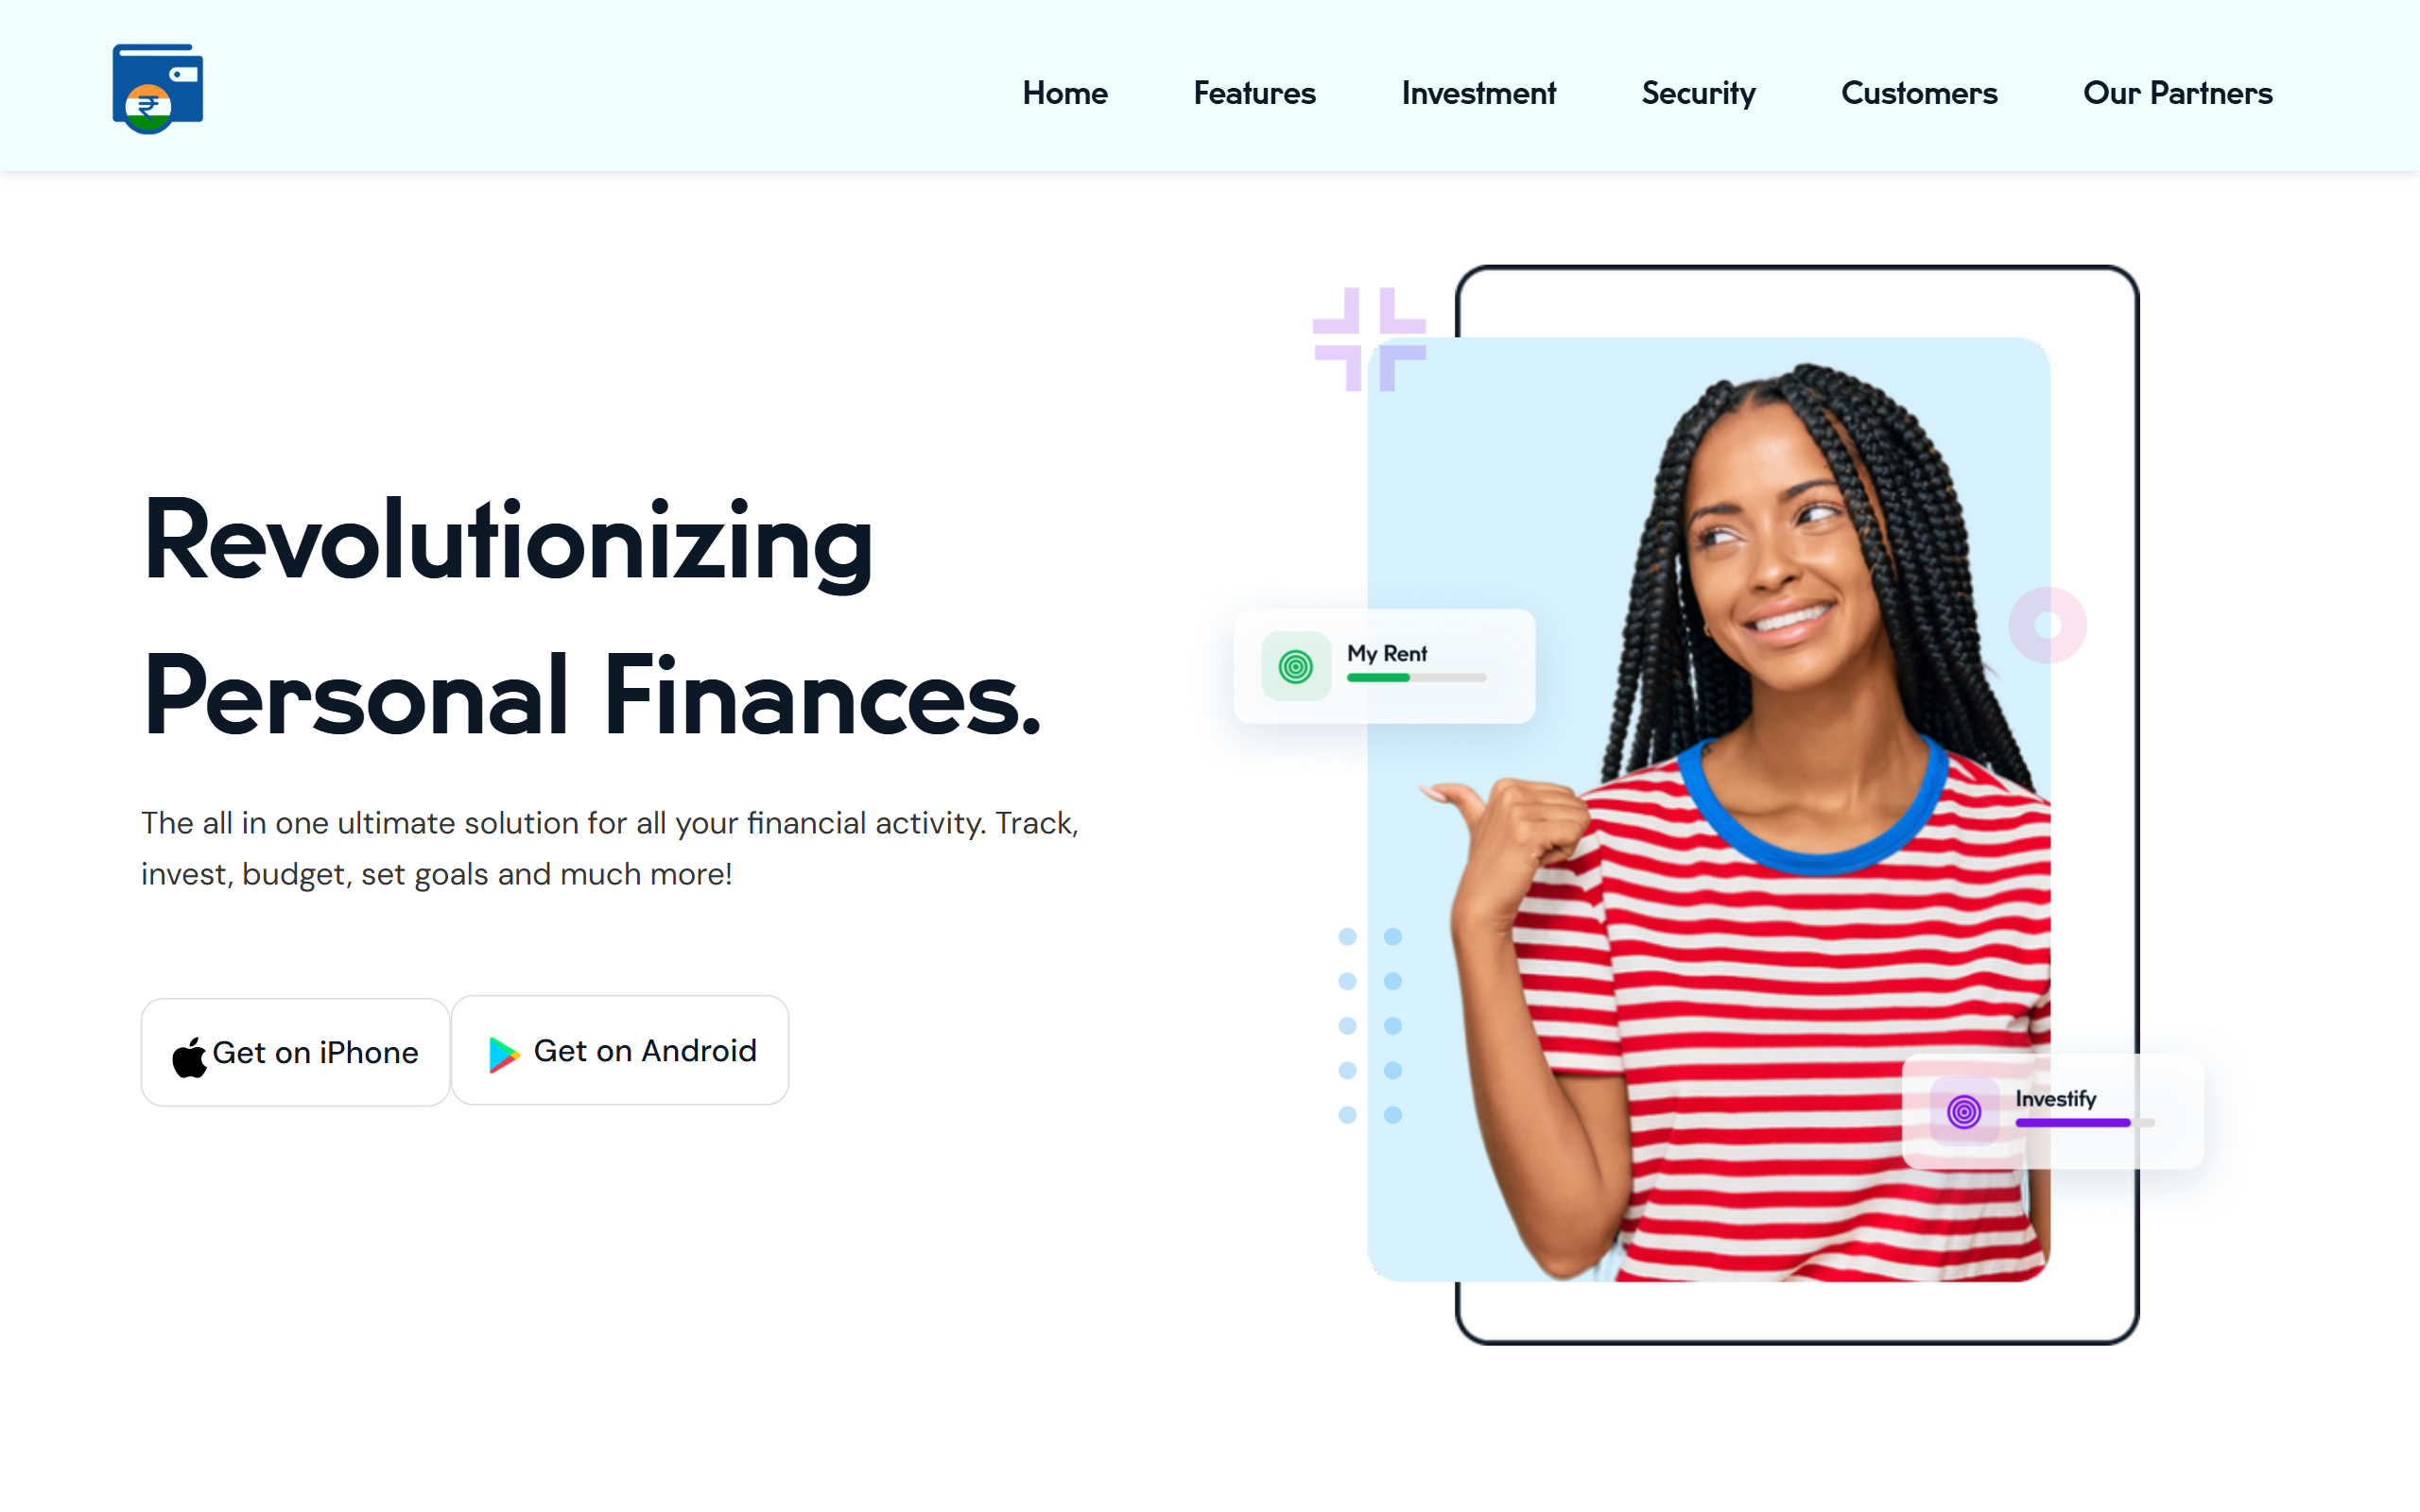 ₹
Home
Features
Investment
Security
Customers
Our Partners
Revolutionizing
Personal Finances.
The all in one ultimate solution for all your financial activity. Track,
invest, budget, set goals and much more!
Get on iPhone
Get on Android
My Rent
Investify